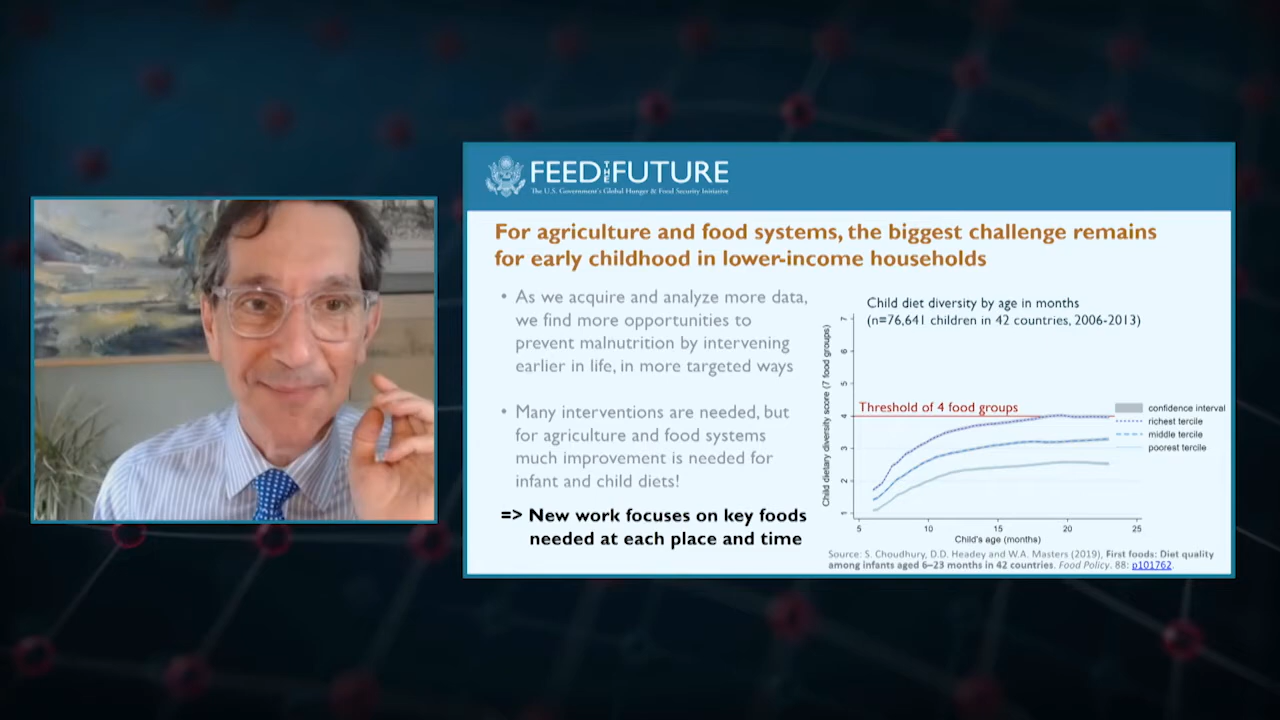 FEED THE FUTURE
The U.S. Government's Global Hunger & Food Security Initiative
For agriculture and food systems, the biggest challenge remains
for early childhood in lower-income households
• As we acquire and analyze more data,
we find more opportunities to
prevent malnutrition by intervening
earlier in life, in more targeted ways
• Many interventions are needed, but
for agriculture and food systems
much improvement is needed for
infant and child diets!
=> New work focuses on key foods
needed at each place and time
Child diet diversity by age in months
(n=76,641 children in 42 countries, 2006-2013)
Child dietary diversity score (7 food groups)
7
6
5
4
3
2
1
Threshold of 4 food groups
confidence interval
richest tercile
middle tercile
poorest tercile
5 10 15 20 25
Child's age (months)
Source: S. Choudhury, D.D. Headey and W.A. Masters (2019), First foods: Diet quality
among infants aged 6–23 months in 42 countries. Food Policy. 88: p101762.